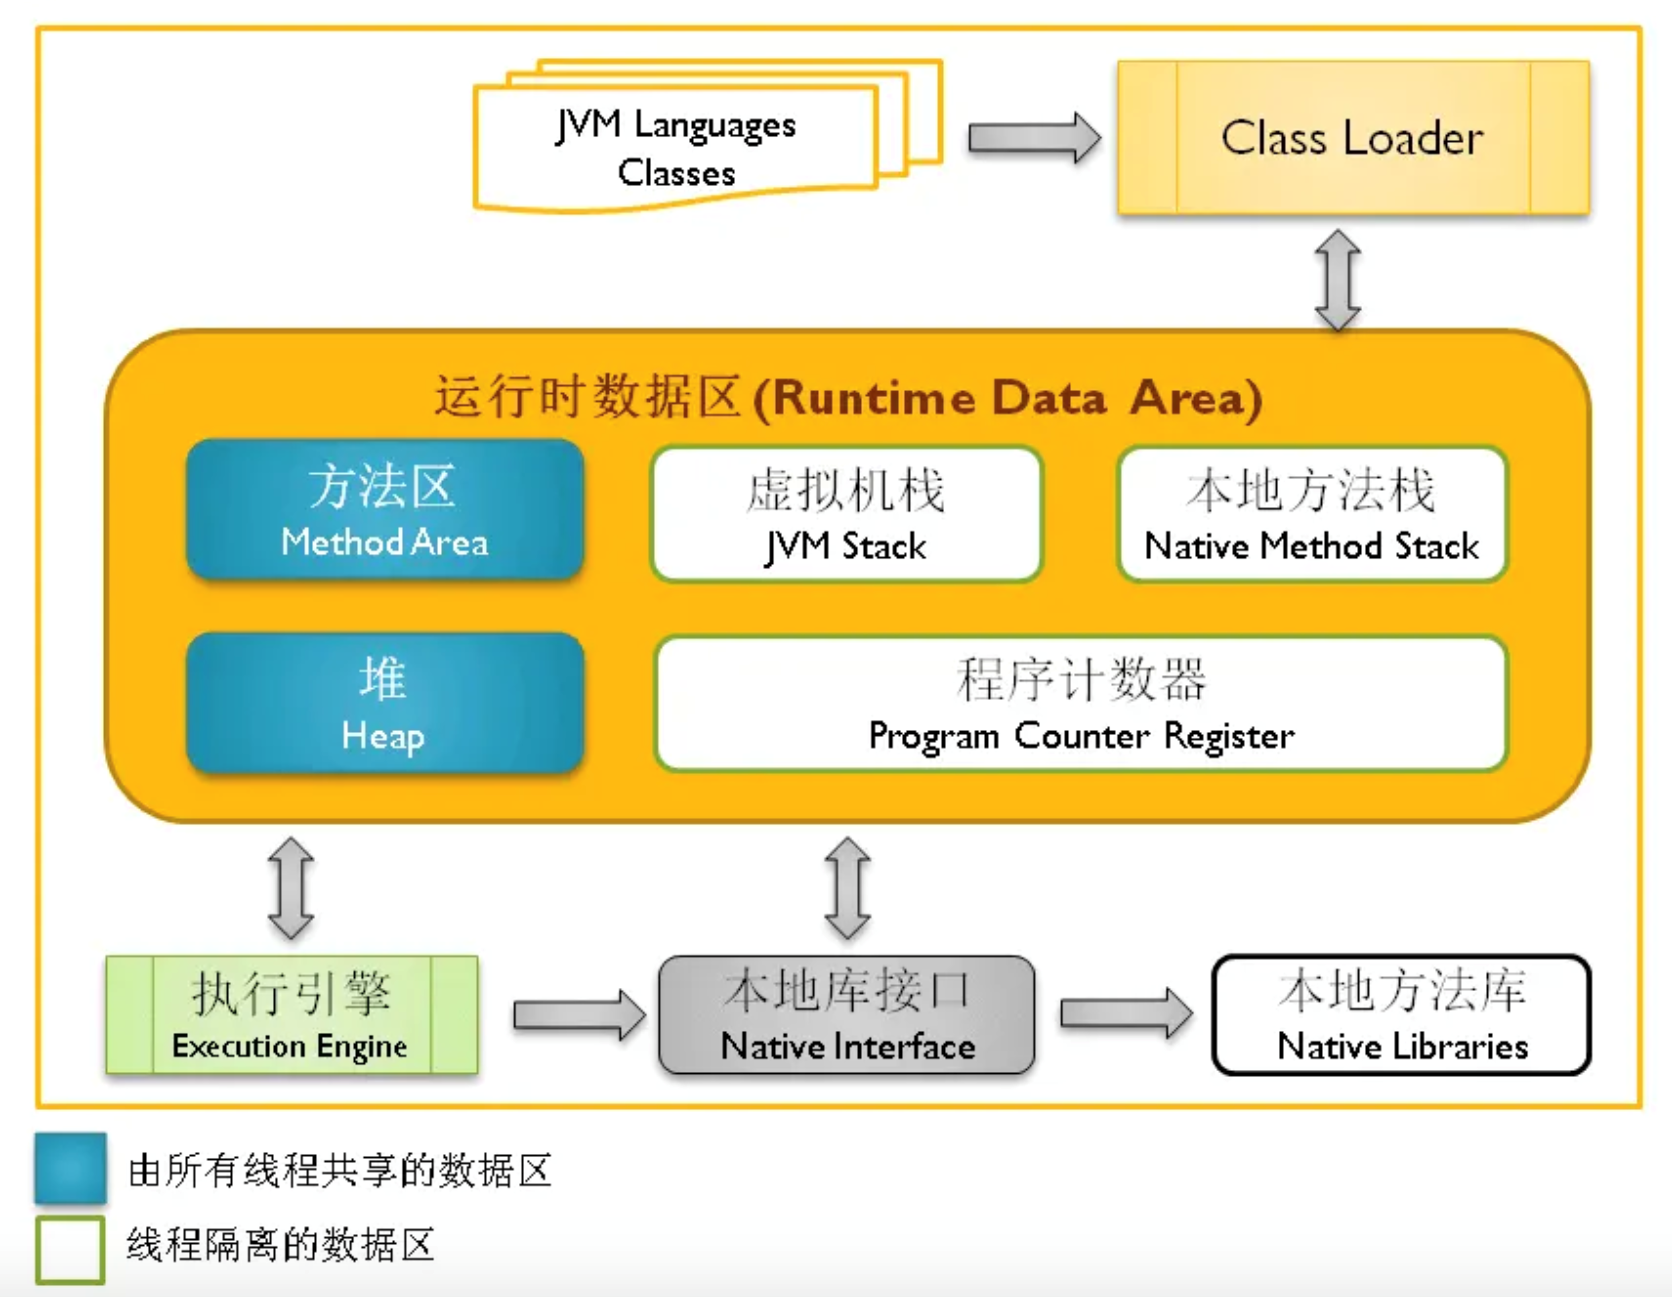 JVM Languages
Classes
Class Loader
运行时数据区(Runtime Data Area)
方法区
Method Area
虚拟机栈
JVM Stack
本地方法栈
Native Method Stack
堆
Heap
程序计数器
Program Counter Register
执行引擎
Execution Engine
本地库接口
Native Interface
本地方法库
Native Libraries
由所有线程共享的数据区
线程隔离的数据区